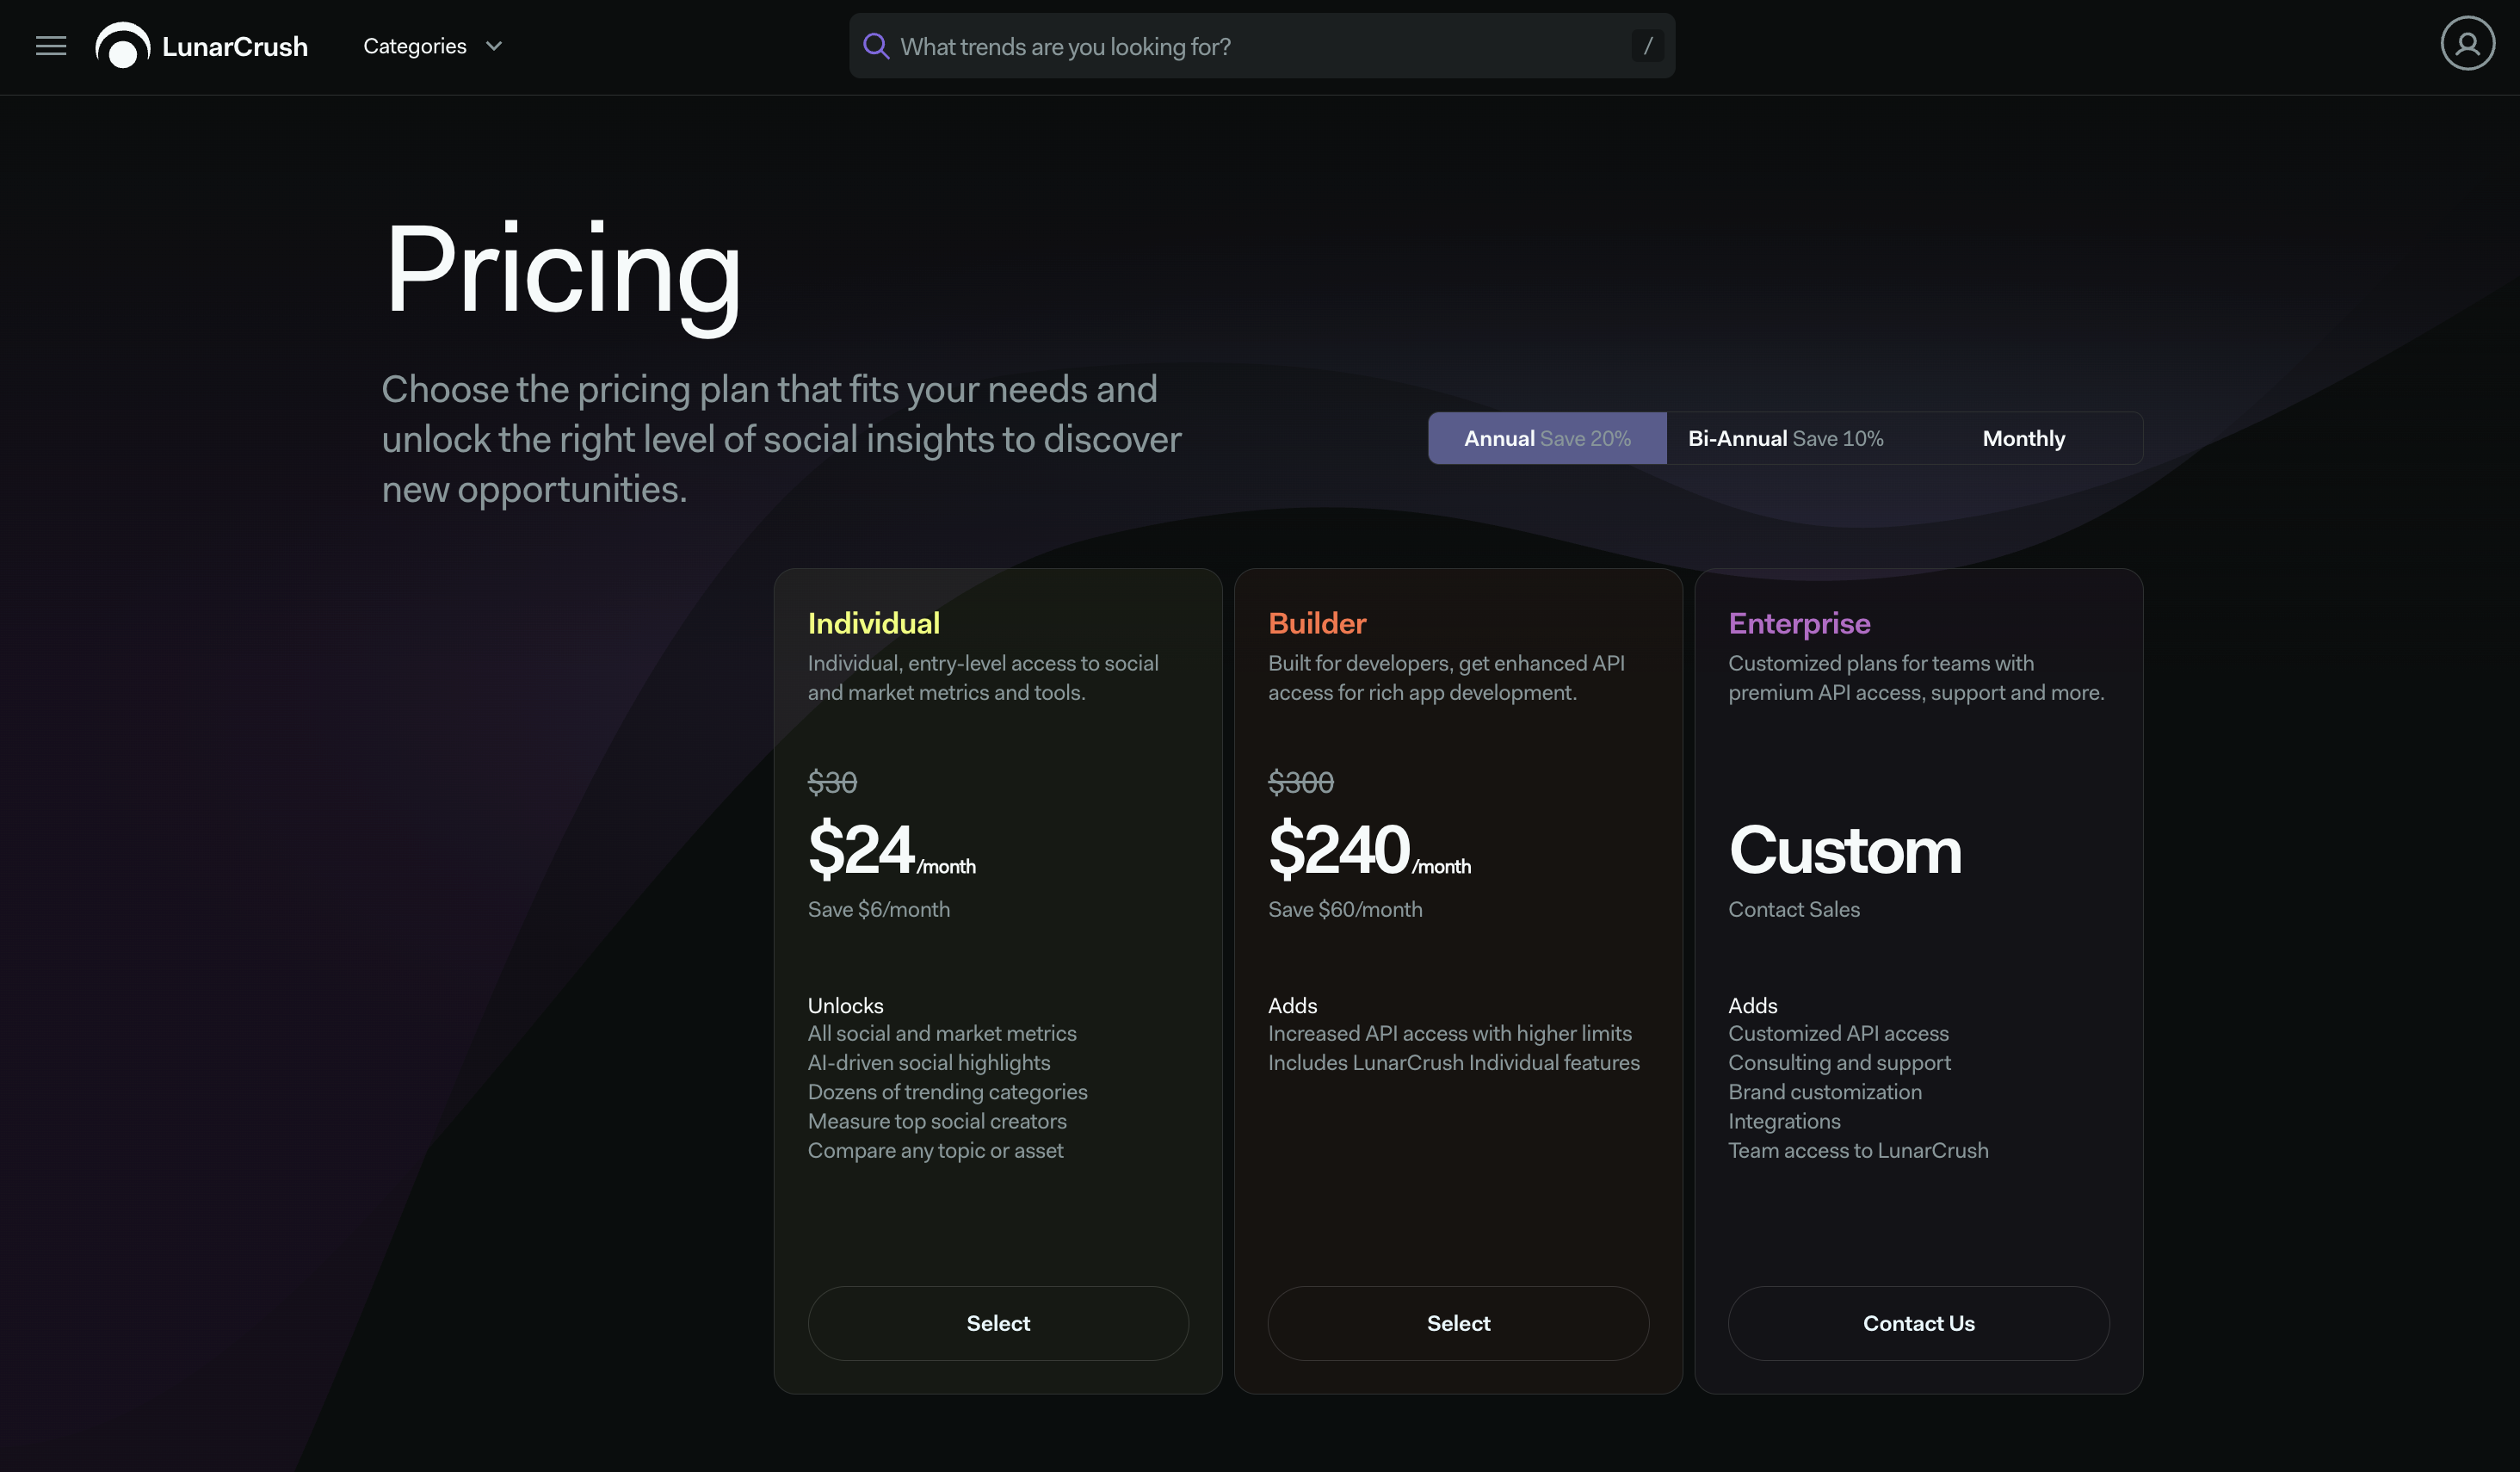 LunarCrush
Categories
What trends are you looking for?
/
Pricing
Choose the pricing plan that fits your needs and
unlock the right level of social insights to discover
new opportunities.
Annual Save 20%
Bi-Annual Save 10%
Monthly
Individual
Individual, entry-level access to social
and market metrics and tools.
$30
$24/month
Save $6/month
Unlocks
All social and market metrics
AI-driven social highlights
Dozens of trending categories
Measure top social creators
Compare any topic or asset
Select
Builder
Built for developers, get enhanced API
access for rich app development.
$300
$240/month
Save $60/month
Adds
Increased API access with higher limits
Includes LunarCrush Individual features
Select
Enterprise
Customized plans for teams with
premium API access, support and more.
Custom
Contact Sales
Adds
Customized API access
Consulting and support
Brand customization
Integrations
Team access to LunarCrush
Contact Us